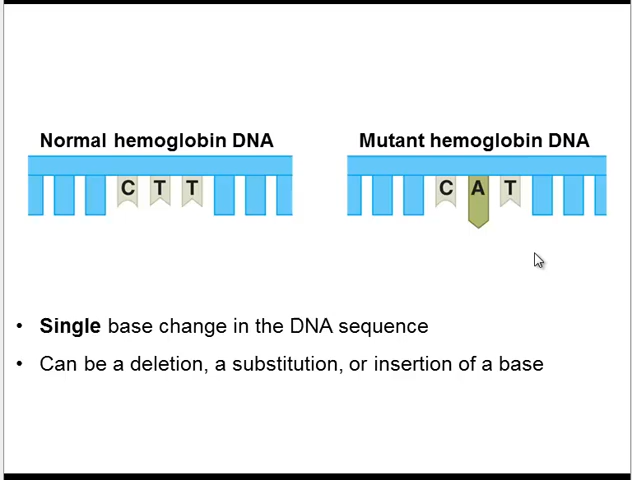 Normal hemoglobin DNA
Mutant hemoglobin DNA
C T T
C A T
• Single base change in the DNA sequence
• Can be a deletion, a substitution, or insertion of a base